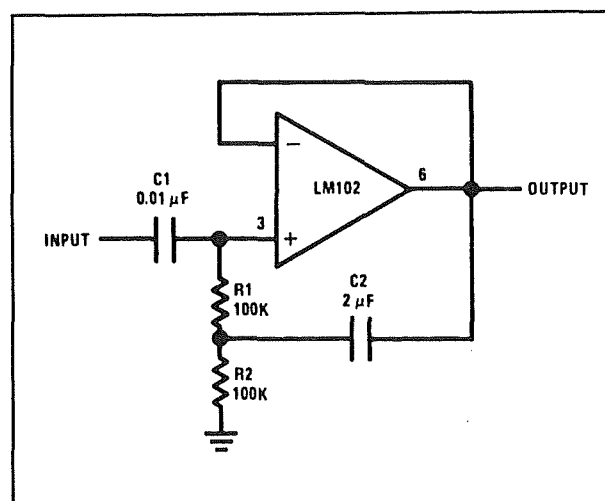 C1
0.01 μF
INPUT
3
−
+
LM102
6
OUTPUT
R1
100K
C2
2 μF
R2
100K